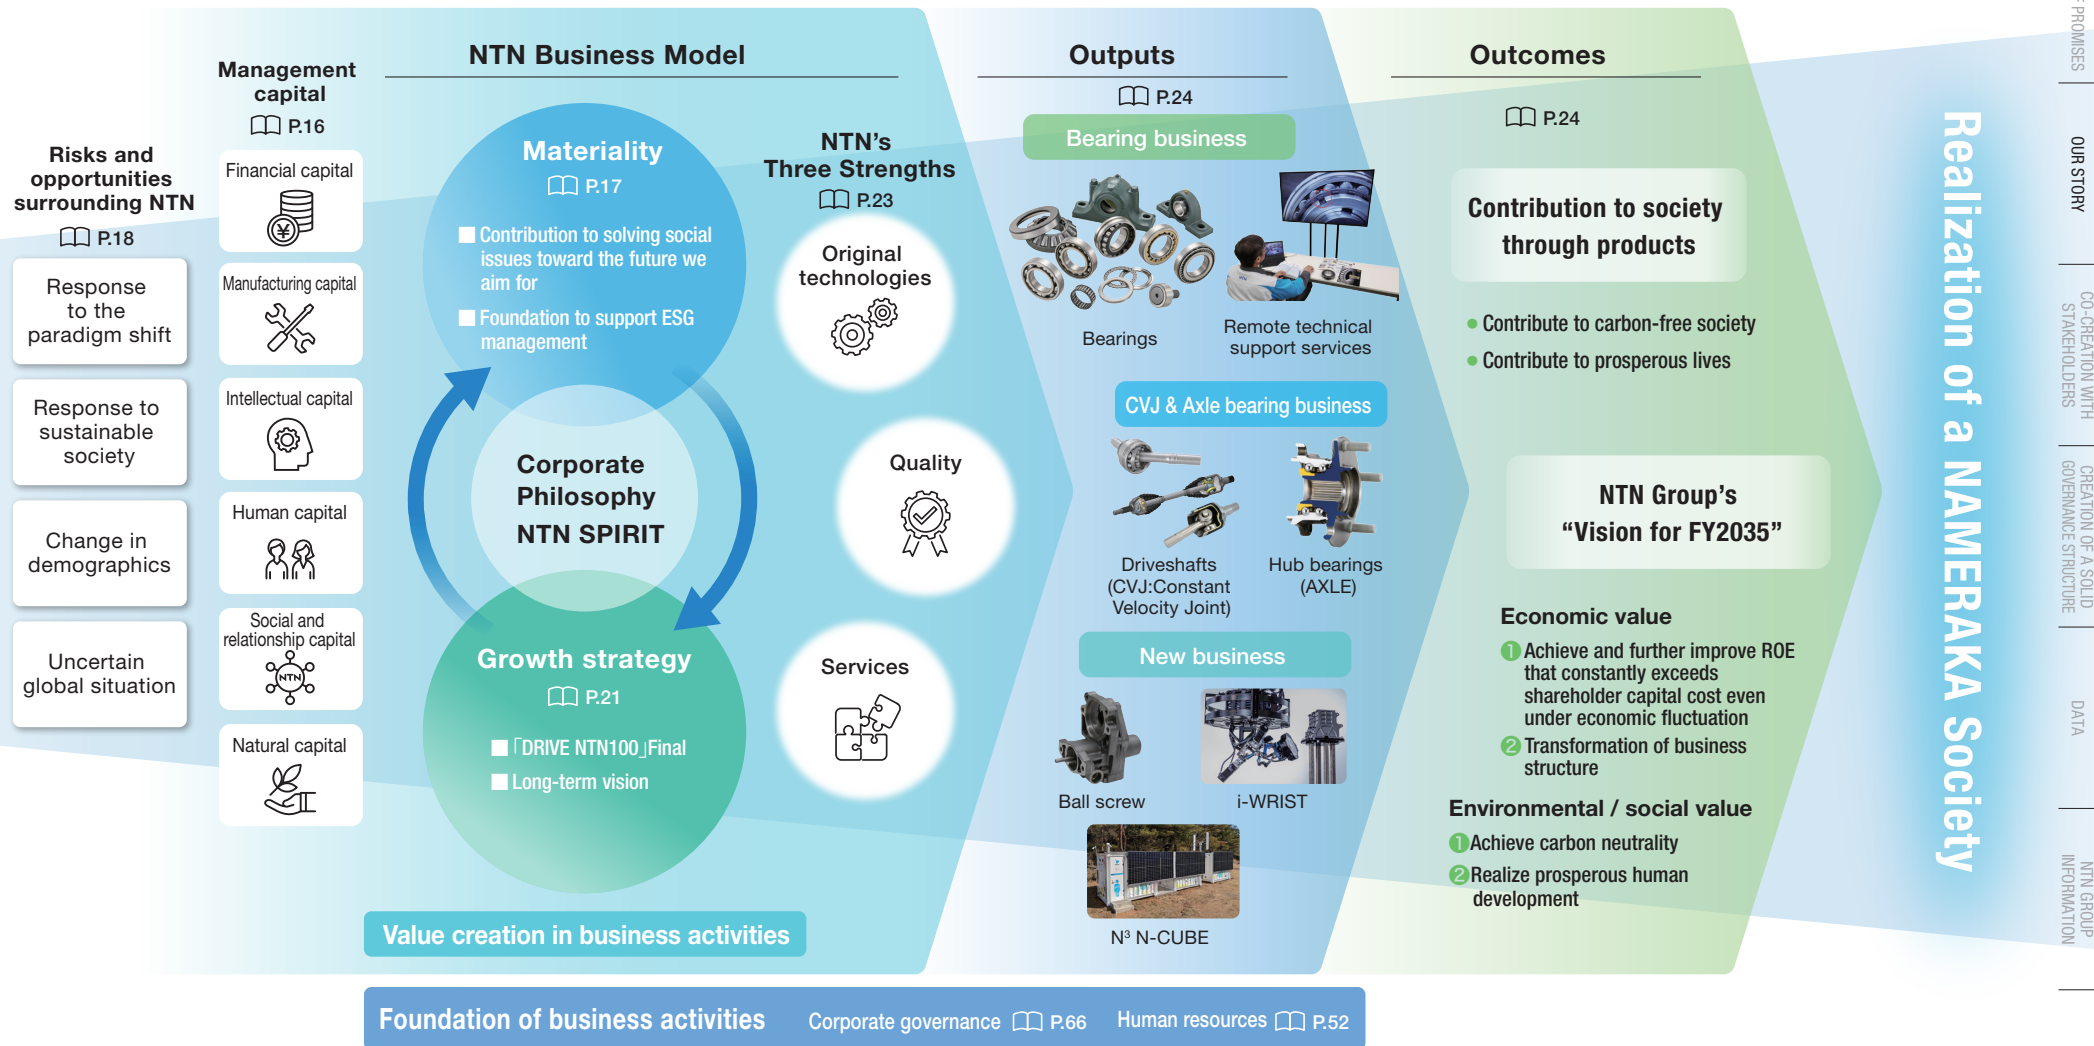 Risks and
opportunities
surrounding NTN
P.18
Response
to the
paradigm shift
Response to
sustainable
society
Change in
demographics
Uncertain
global situation
Management
capital
P.16
Financial capital
Manufacturing capital
Intellectual capital
Human capital
Social and
relationship capital
NTN
Natural capital
NTN Business Model
Materiality
P.17
■ Contribution to solving social
issues toward the future we
aim for
■ Foundation to support ESG
management
Corporate
Philosophy
NTN SPIRIT
Growth strategy
P.21
■ 「DRIVE NTN100」Final
■ Long-term vision
NTN's
Three Strengths
P.23
Original
technologies
Quality
Services
Value creation in business activities
Outputs
P.24
Bearing business
Bearings
Remote technical
support services
CVJ & Axle bearing business
Driveshafts
(CVJ:Constant
Velocity Joint)
Hub bearings
(AXLE)
New business
Ball screw
i-WRIST
N³ N-CUBE
Outcomes
P.24
Contribution to society
through products
● Contribute to carbon-free society
● Contribute to prosperous lives
NTN Group's
“Vision for FY2035”
Economic value
❶ Achieve and further improve ROE
that constantly exceeds
shareholder capital cost even
under economic fluctuation
❷ Transformation of business
structure
Environmental / social value
❶ Achieve carbon neutrality
❷ Realize prosperous human
development
Realization of a NAMERAKA Society
Foundation of business activities Corporate governance P.66 Human resources P.52
PROMISES
OUR STORY
CO-CREATION WITH
STAKEHOLDERS
CREATION OF A SOLID
GOVERNANCE STRUCTURE
DATA
NTN GROUP
INFORMATION